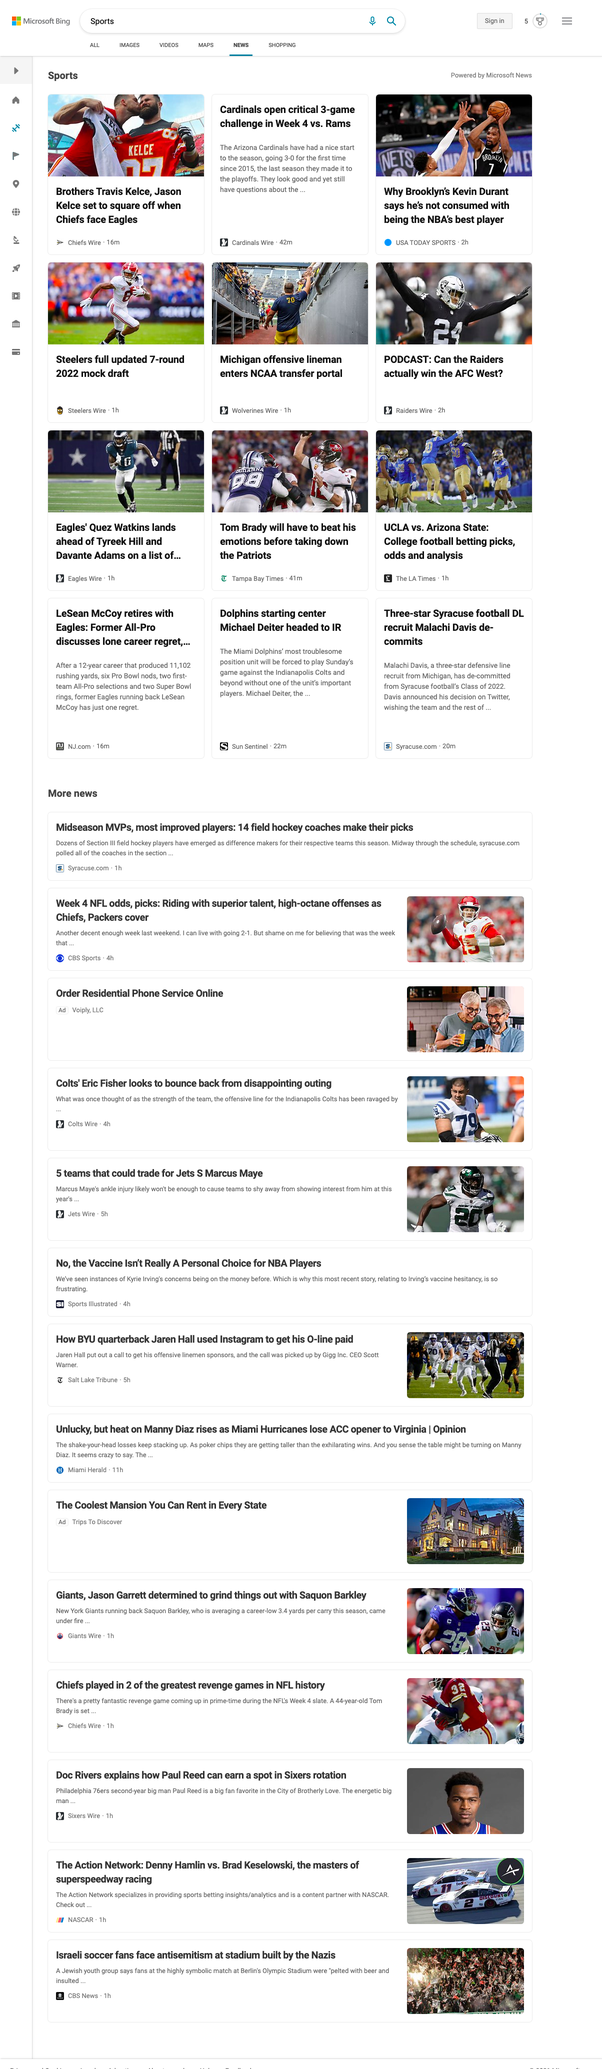 Microsoft Bing
Sports
Sign in
5
ALL IMAGES VIDEOS MAPS NEWS SHOPPING
Sports
Powered by Microsoft News
Brothers Travis Kelce, Jason
Kelce set to square off when
Chiefs face Eagles
Chiefs Wire · 16m
Cardinals open critical 3-game
challenge in Week 4 vs. Rams
The Arizona Cardinals have had a nice start
to the season, going 3-0 for the first time
since 2015, the last season they made it to
the playoffs. They look good and yet still
have questions about the ...
Cardinals Wire · 42m
Why Brooklyn's Kevin Durant
says he's not consumed with
being the NBA's best player
USA TODAY SPORTS · 2h
Steelers full updated 7-round
2022 mock draft
Steelers Wire · 1h
Michigan offensive lineman
enters NCAA transfer portal
Wolverines Wire · 1h
PODCAST: Can the Raiders
actually win the AFC West?
Raiders Wire · 2h
Eagles' Quez Watkins lands
ahead of Tyreek Hill and
Davante Adams on a list of...
Eagles Wire · 1h
Tom Brady will have to beat his
emotions before taking down
the Patriots
Tampa Bay Times · 41m
UCLA vs. Arizona State:
College football betting picks,
odds and analysis
The LA Times · 1h
LeSean McCoy retires with
Eagles: Former All-Pro
discusses lone career regret,...
After a 12-year career that produced 11,102
rushing yards, six Pro Bowl nods, two first-
team All-Pro selections and two Super Bowl
rings, former Eagles running back LeSean
McCoy has just one regret.
NJ.com · 16m
Dolphins starting center
Michael Deiter headed to IR
The Miami Dolphins' most troublesome
position unit will be forced to play Sunday's
game against the Indianapolis Colts and
beyond without one of the unit's important
players. Michael Deiter, the ...
Sun Sentinel · 22m
Three-star Syracuse football DL
recruit Malachi Davis de-
commits
Malachi Davis, a three-star defensive line
recruit from Michigan, has de-committed
from Syracuse football's Class of 2022.
Davis announced his decision on Twitter,
wishing the team and the rest of ...
Syracuse.com · 20m
More news
Midseason MVPs, most improved players: 14 field hockey coaches make their picks
Dozens of Section III field hockey players have emerged as difference makers for their respective teams this season. Midway through the schedule, syracuse.com
polled all of the coaches in the section ...
Syracuse.com · 1h
Week 4 NFL odds, picks: Riding with superior talent, high-octane offenses as
Chiefs, Packers cover
Another decent enough week last weekend. I can live with going 2-1. But shame on me for believing that was the week
that ...
CBS Sports · 4h
Order Residential Phone Service Online
Ad Voiply, LLC
Colts' Eric Fisher looks to bounce back from disappointing outing
What was once thought of as the strength of the team, the offensive line for the Indianapolis Colts has been ravaged by
...
Colts Wire · 4h
5 teams that could trade for Jets S Marcus Maye
Marcus Maye's ankle injury likely won't be enough to cause teams to shy away from showing interest from him at this
year's ...
Jets Wire · 5h
No, the Vaccine Isn't Really A Personal Choice for NBA Players
We've seen instances of Kyrie Irving's concerns being on the money before. Which is why this most recent story, relating to Irving's vaccine hesitancy, is so
frustrating.
Sports Illustrated · 4h
How BYU quarterback Jaren Hall used Instagram to get his O-line paid
Jaren Hall put out a call to get his offensive linemen sponsors, and the call was picked up by Gigg Inc. CEO Scott
Warner.
Salt Lake Tribune · 5h
Unlucky, but heat on Manny Diaz rises as Miami Hurricanes lose ACC opener to Virginia | Opinion
The shake-your-head losses keep stacking up. As poker chips they are getting taller than the exhilarating wins. And you sense the table might be turning on Manny
Diaz. It seems crazy to say. The ...
Miami Herald · 11h
The Coolest Mansion You Can Rent in Every State
Ad Trips To Discover
Giants, Jason Garrett determined to grind things out with Saquon Barkley
New York Giants running back Saquon Barkley, who is averaging a career-low 3.4 yards per carry this season, came
under fire ...
Giants Wire · 1h
Chiefs played in 2 of the greatest revenge games in NFL history
There's a pretty fantastic revenge game coming up in prime-time during the NFL's Week 4 slate. A 44-year-old Tom
Brady is set ...
Chiefs Wire · 1h
Doc Rivers explains how Paul Reed can earn a spot in Sixers rotation
Philadelphia 76ers second-year big man Paul Reed is a big fan favorite in the City of Brotherly Love. The energetic big
man ...
Sixers Wire · 1h
The Action Network: Denny Hamlin vs. Brad Keselowski, the masters of
superspeedway racing
The Action Network specializes in providing sports betting insights/analytics and is a content partner with NASCAR.
Check out ...
NASCAR · 1h
Israeli soccer fans face antisemitism at stadium built by the Nazis
A Jewish youth group says fans at the highly symbolic match at Berlin's Olympic Stadium were "pelted with beer and
insulted ...
CBS News · 1h